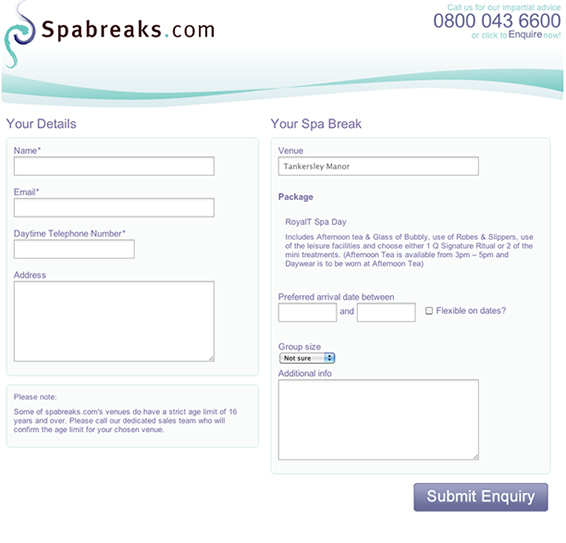 Spabreaks.com
Call us for our impartial advice
0800 043 6600
or click to Enquire now!
Your Details
Name*
Email*
Daytime Telephone Number*
Address
Please note:
Some of spabreaks.com's venues do have a strict age limit of 16
years and over. Please call our dedicated sales team who will
confirm the age limit for your chosen venue.
Your Spa Break
Venue
Tankersley Manor
Package
RoyalT Spa Day
Includes Afternoon tea & Glass of Bubbly, use of Robes & Slippers, use
of the leisure facilities and choose either 1 Q Signature Ritual or 2 of the
mini treatments. (Afternoon Tea is available from 3pm – 5pm and
Daywear is to be worn at Afternoon Tea)
Preferred arrival date between
and
Flexible on dates?
Group size
Not sure
Additional info
Submit Enquiry